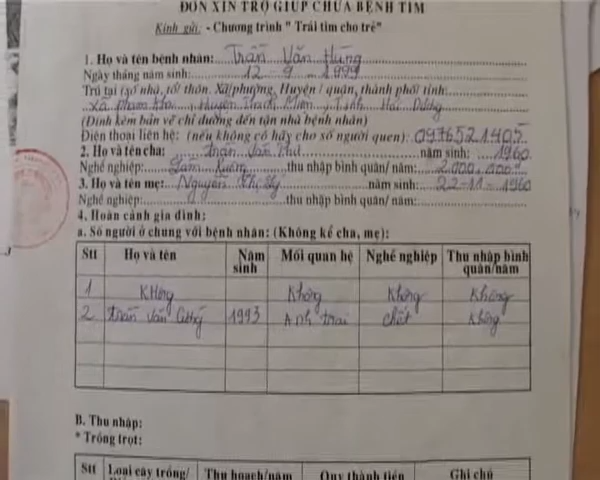 ĐƠN XIN TRỢ GIÚP CHỮA BỆNH TIM
Kính gửi: - Chương trình " Trái tim cho trẻ"
1. Họ và tên bệnh nhân: Trần Văn Hùng
Ngày tháng năm sinh: 12 - 9 - 1999
Trú tại (số nhà, tổ/ thôn. Xã/phường, Huyện / quận, thành phố/ tỉnh:
Xã Phạm Kha, Huyện Thanh Miện, Tỉnh Hải Dương
(Đính kèm bản vẽ chỉ đường đến tận nhà bệnh nhân)
Điện thoại liên hệ: (nếu không có hãy cho số người quen): 0976521405
2. Họ và tên cha: Trần Văn năm sinh: 1960
Nghề nghiệp: Làm Ruộng thu nhập bình quân/ năm: 2.000.000
3. Họ và tên mẹ: Nguyễn Thị năm sinh: 22-11-1960
Nghề nghiệp: thu nhập bình quân/ năm:
4. Hoàn cảnh gia đình:
a. Số người ở chung với bệnh nhân: (Không kể cha, mẹ):
Stt Họ và tên Năm sinh Mối quan hệ Nghề nghiệp Thu nhập bình quân/năm
1 Không Không Không Không
2 Trần Văn 1993 Anh trai chết Không
B. Thu nhập:
* Trồng trọt:
Stt Loại cây trồng/ Thu hoạch/năm Quy thành tiền Ghi chú